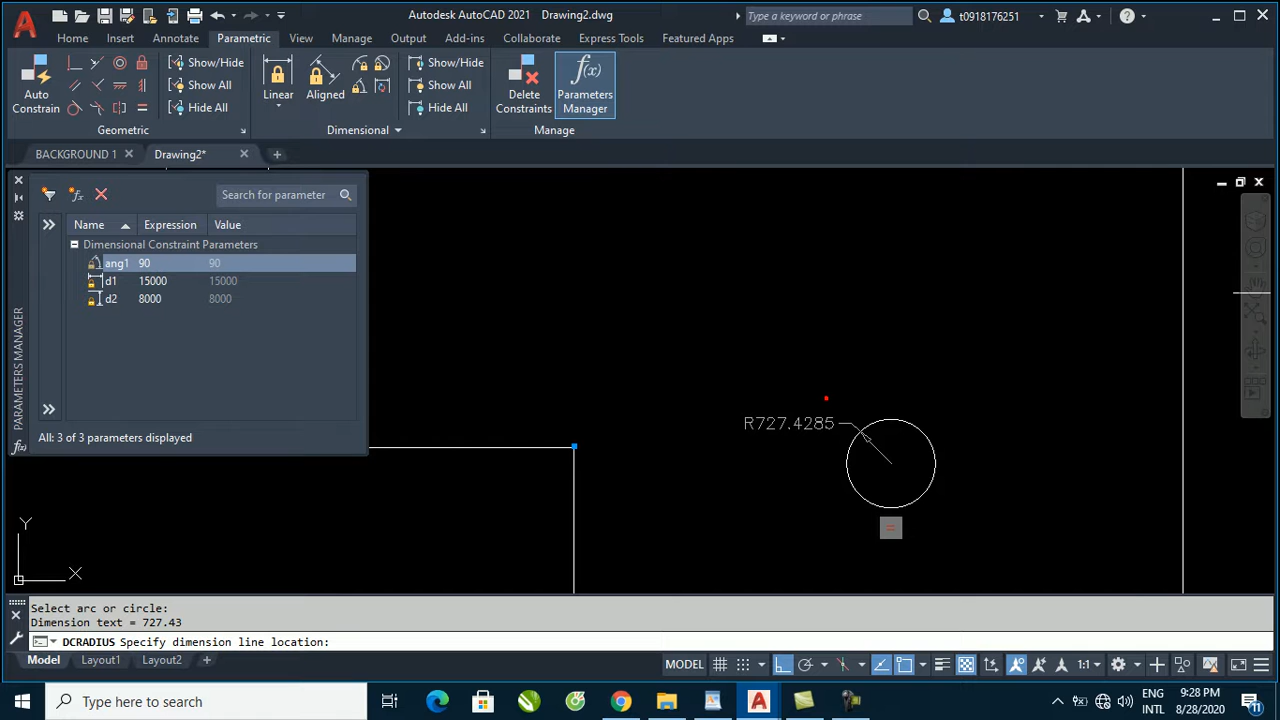 Autodesk AutoCAD 2021 Drawing2.dwg
Type a keyword or phrase
t0918176251
Home Insert Annotate Parametric View Manage Output Add-ins Collaborate Express Tools Featured Apps
Auto
Constrain
Show/Hide
Show All
Hide All
Geometric
Linear
Aligned
Show/Hide
Show All
Hide All
Dimensional
Delete
Constraints
Parameters
Manager
Manage
BACKGROUND 1
Drawing2*
PARAMETERS MANAGER
Search for parameter
Name Expression Value
Dimensional Constraint Parameters
ang1 90 90
d1 15000 15000
d2 8000 8000
All: 3 of 3 parameters displayed
R727.4285
Y
X
Select arc or circle:
Dimension text = 727.43
DCRADIUS Specify dimension line location:
Model Layout1 Layout2
MODEL
1:1
Type here to search
ENG
INTL
9:28 PM
8/28/2020
11